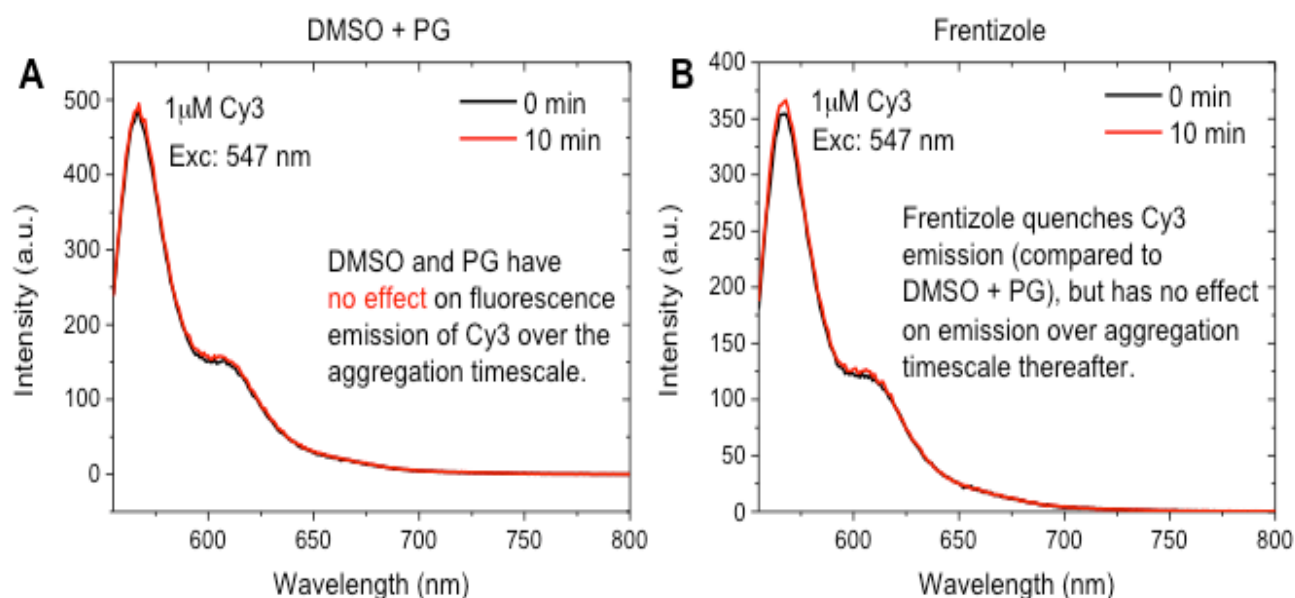 DMSO + PG
A
1μM Cy3
Exc: 547 nm
0 min
10 min
DMSO and PG have
no effect on fluorescence
emission of Cy3 over the
aggregation timescale.
Intensity (a.u.)
500
400
300
200
100
0
600
650
700
750
800
Wavelength (nm)
Frentizole
B
1μM Cy3
Exc: 547 nm
0 min
10 min
Frentizole quenches Cy3
emission (compared to
DMSO + PG), but has no effect
on emission over aggregation
timescale thereafter.
Intensity (a.u.)
400
350
300
250
200
150
100
50
0
600
650
700
750
800
Wavelength (nm)